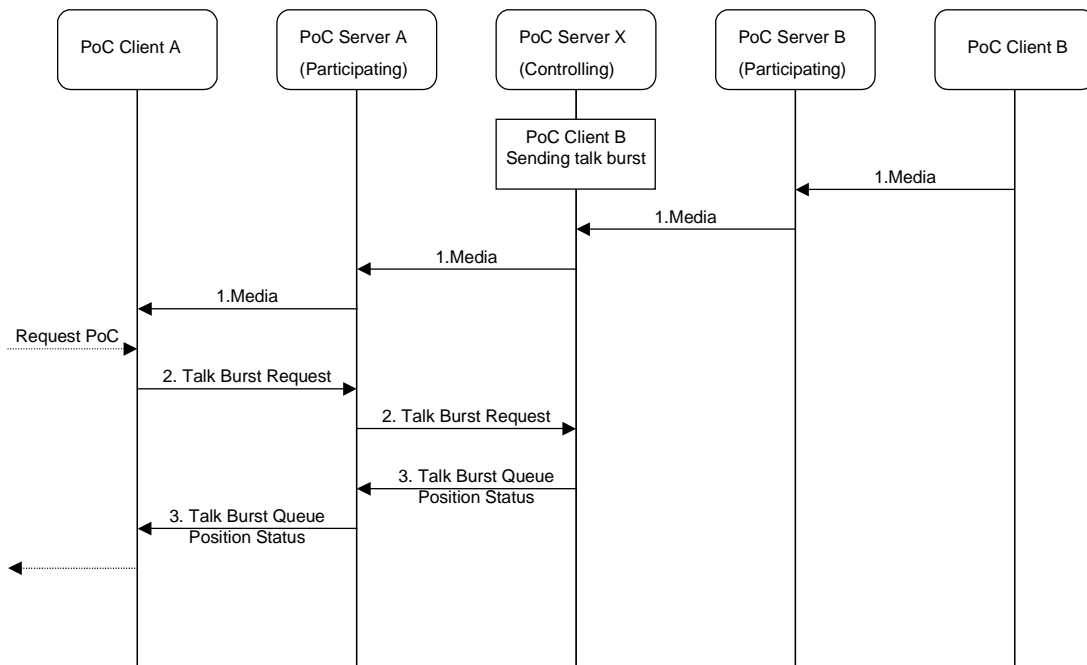 PoC Client A
PoC Server A
(Participating)
PoC Server X
(Controlling)
PoC Server B
(Participating)
PoC Client B
PoC Client B
Sending talk burst
1.Media
1.Media
1.Media
1.Media
Request PoC
2. Talk Burst Request
2. Talk Burst Request
3. Talk Burst Queue
Position Status
3. Talk Burst Queue
Position Status